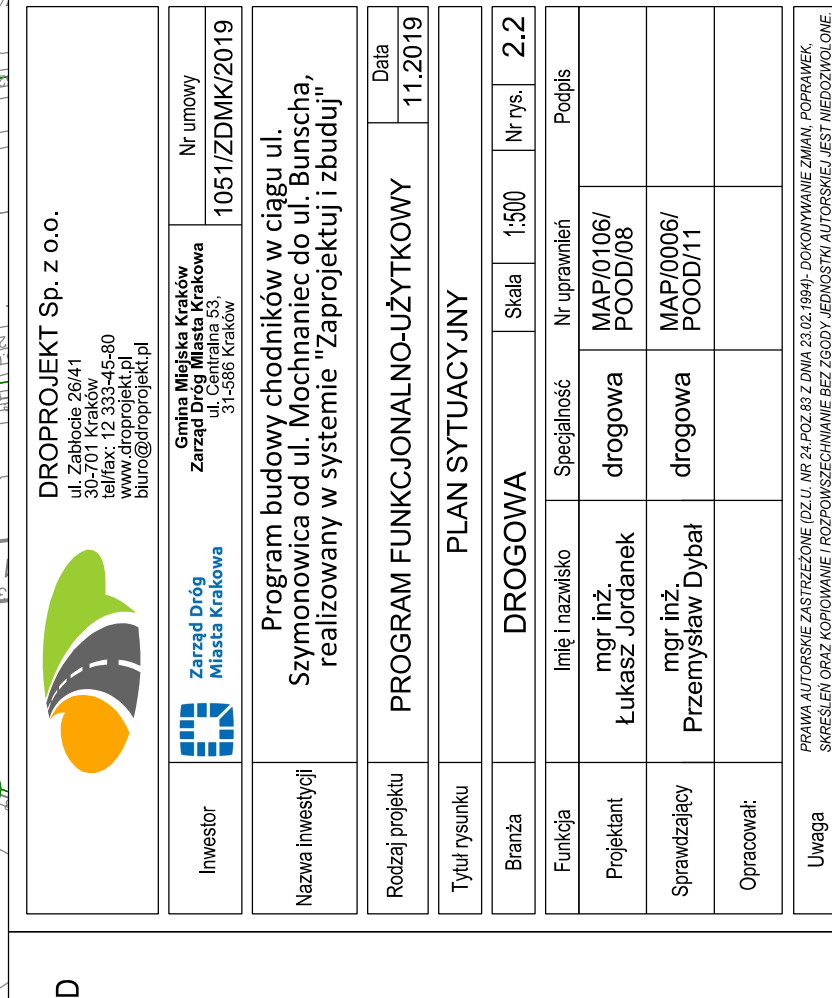 DROPROJEKT Sp. z o.o.
ul. Zabłocie 26/41
30-701 Kraków
tel/fax: 12 333-45-80
www.droprojekt.pl
biuro@droprojekt.pl
Inwestor
Zarząd Dróg
Miasta Krakowa
Gmina Miejska Kraków
Zarząd Dróg Miasta Krakowa
ul. Centralna 53,
31-586 Kraków
Nr umowy
1051/ZDMK/2019
Nazwa inwestycji
Program budowy chodników w ciągu ul.
Szymonowica od ul. Mochnaniec do ul. Bunscha,
realizowany w systemie "Zaprojektuj i zbuduj"
Rodzaj projektu
PROGRAM FUNKCJONALNO-UŻYTKOWY
Data
11.2019
Tytuł rysunku
PLAN SYTUACYJNY
Branża
DROGOWA
Skala
1:500
Nr rys.
2.2
Funkcja
Imię i nazwisko
Specjalność
Nr uprawnień
Podpis
Projektant
mgr inż.
Łukasz Jordanek
drogowa
MAP/0106/
POOD/08
Sprawdzający
mgr inż.
Przemysław Dybał
drogowa
MAP/0006/
POOD/11
Opracował:
Uwaga
PRAWA AUTORSKIE ZASTRZEŻONE (DZ.U. NR 24.POZ.83 Z DNIA 23.02.1994)- DOKONYWANIE ZMIAN, POPRAWEK,
SKREŚLEŃ ORAZ KOPIOWANIE I ROZPOWSZECHNIANIE BEZ ZGODY JEDNOSTKI AUTORSKIEJ JEST NIEDOZWOLONE.
D